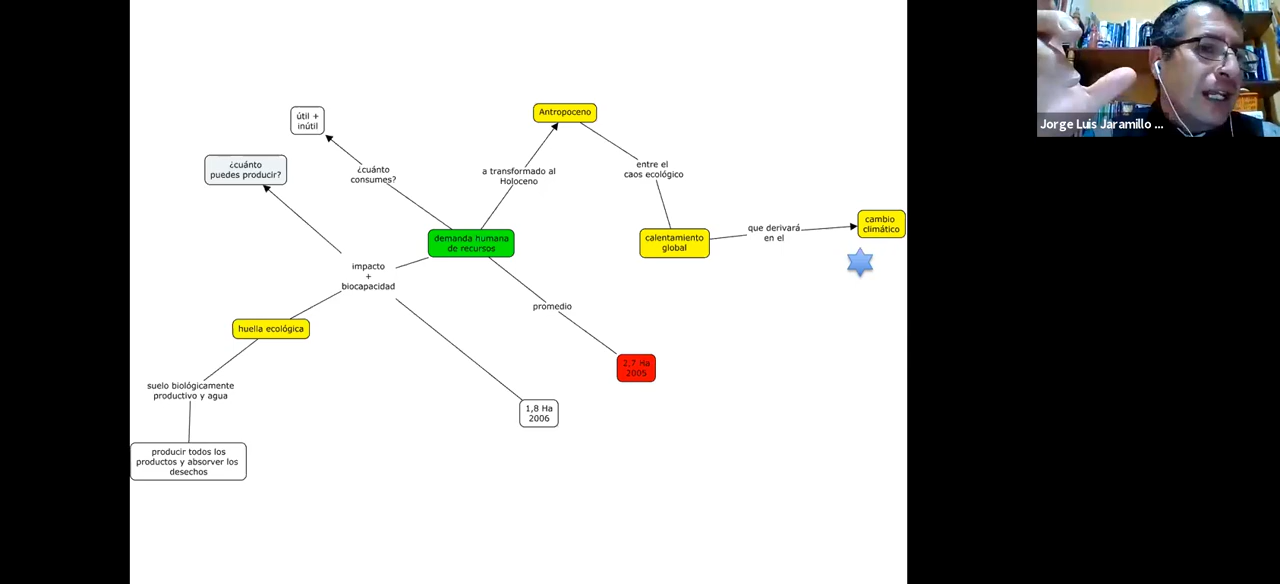 Jorge Luis Jaramillo ...
Antropoceno
útil +
inútil
¿cuánto
puedes producir?
¿cuánto
consumes?
a transformado al
Holoceno
entre el
caos ecológico
cambio
climático
que derivará
en el
calentamiento
global
demanda humana
de recursos
impacto
+
biocapacidad
promedio
huella ecológica
2,7 Ha
2005
suelo biológicamente
productivo y agua
1,8 Ha
2006
producir todos los
productos y absorver los
desechos